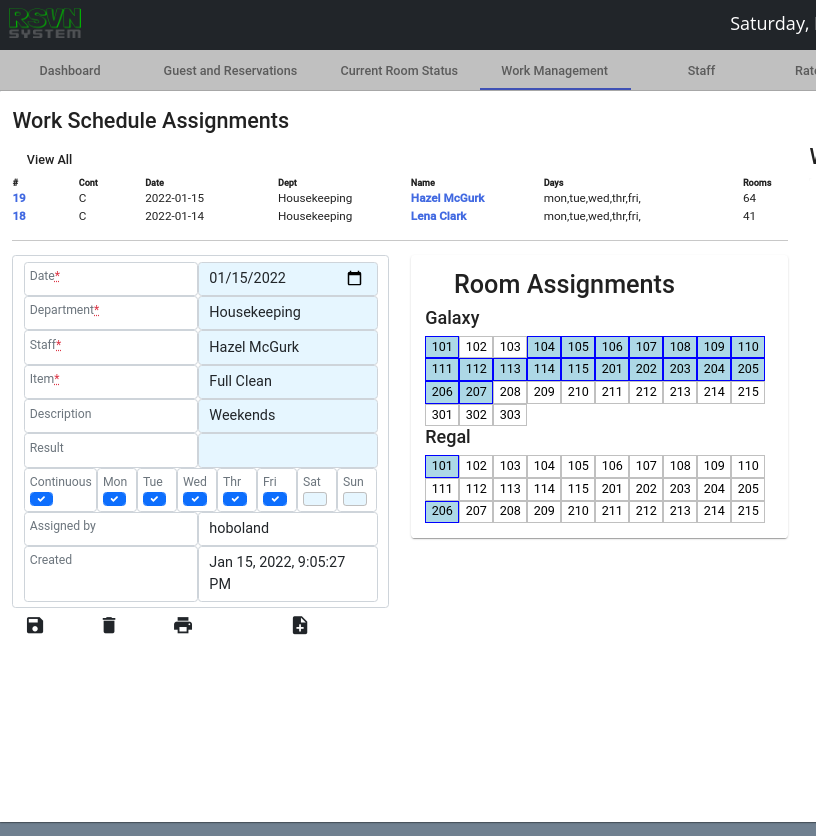 RSVN
SYSTEM
Saturday,
Dashboard Guest and Reservations Current Room Status Work Management Staff
Work Schedule Assignments
View All
# Cont Date Dept Name Days Rooms
19 C 2022-01-15 Housekeeping Hazel McGurk mon,tue,wed,thr,fri, 64
18 C 2022-01-14 Housekeeping Lena Clark mon,tue,wed,thr,fri, 41
Date* 01/15/2022
Department* Housekeeping
Staff* Hazel McGurk
Item* Full Clean
Description Weekends
Result
Continuous Mon Tue Wed Thr Fri Sat Sun
Assigned by hoboland
Created Jan 15, 2022, 9:05:27
PM
Room Assignments
Galaxy
101 102 103 104 105 106 107 108 109 110
111 112 113 114 115 201 202 203 204 205
206 207 208 209 210 211 212 213 214 215
301 302 303
Regal
101 102 103 104 105 106 107 108 109 110
111 112 113 114 115 201 202 203 204 205
206 207 208 209 210 211 212 213 214 215